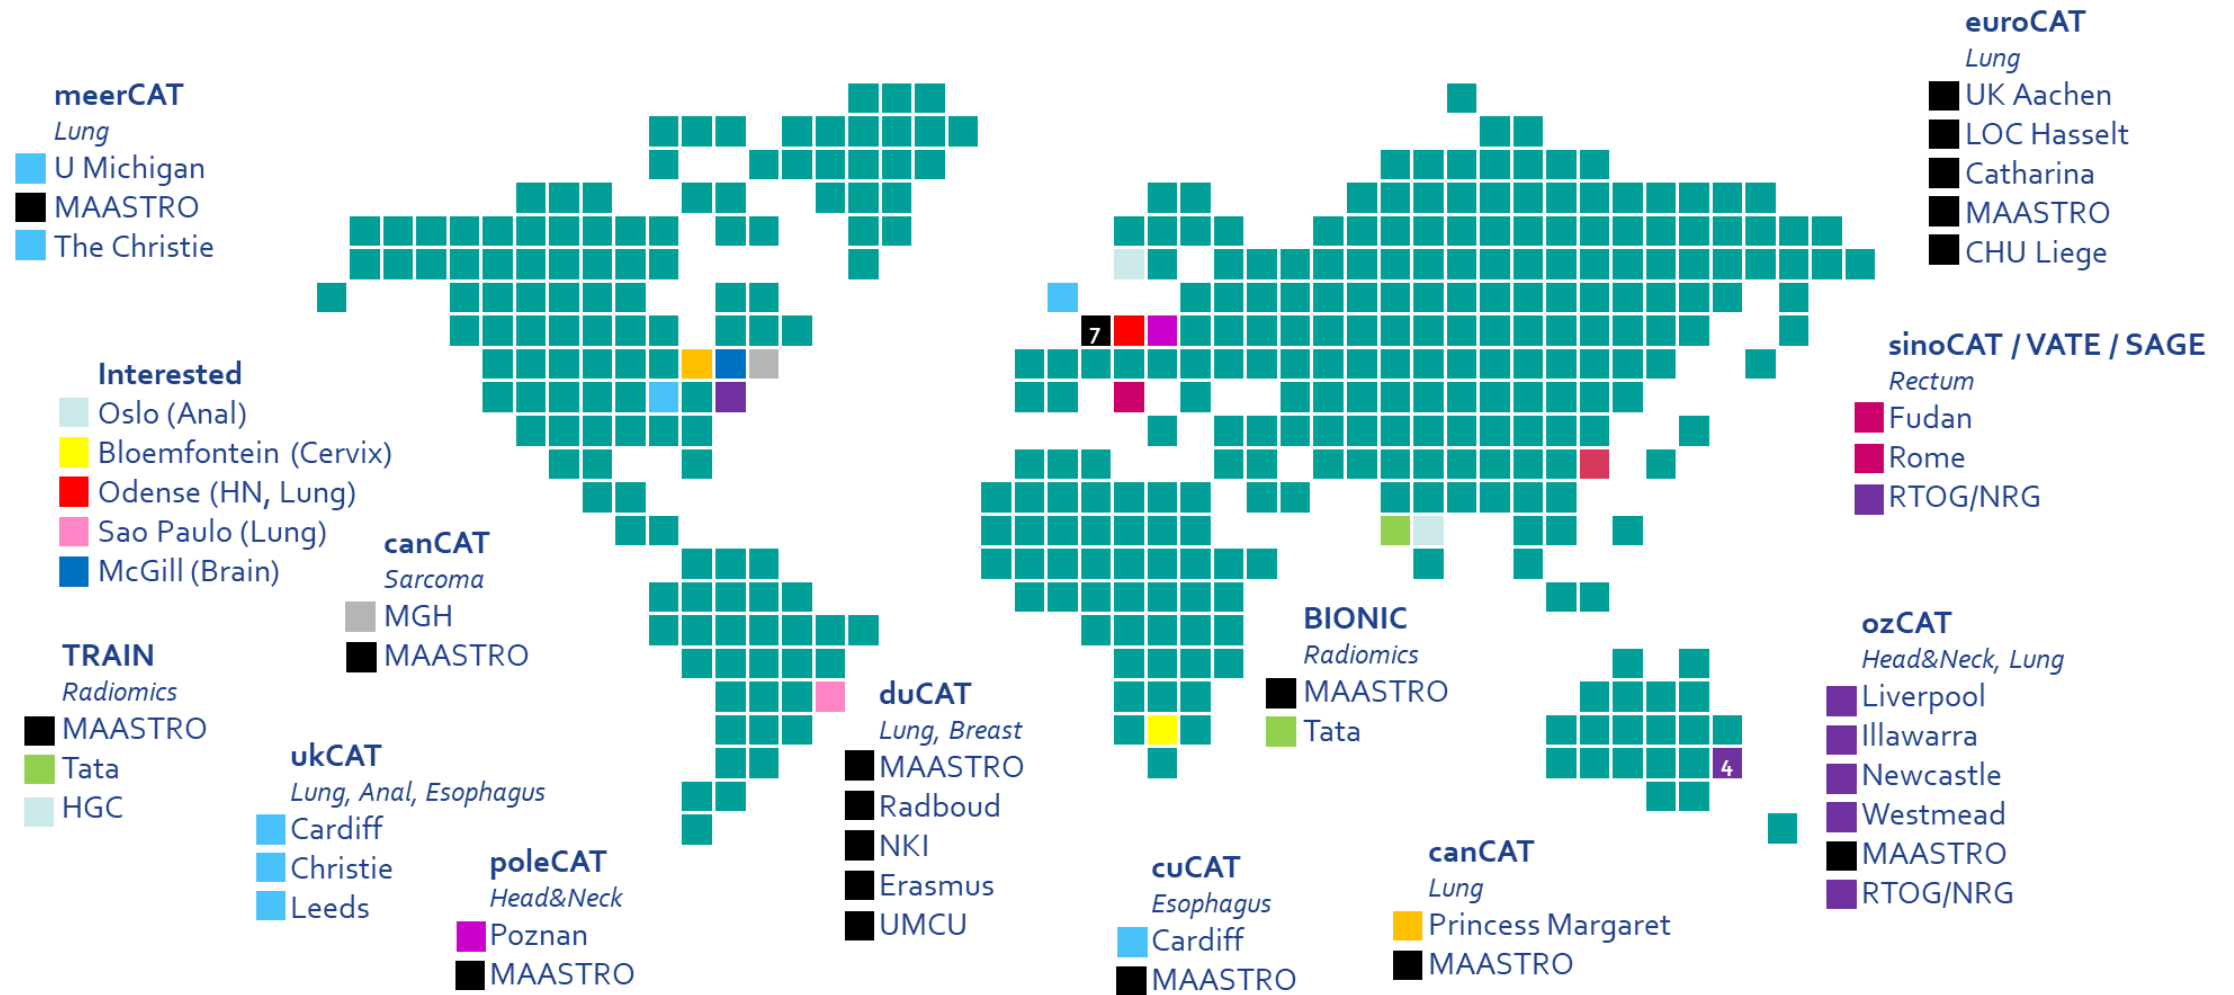 meerCAT
Lung
U Michigan
MAASTRO
The Christie
Interested
Oslo (Anal)
Bloemfontein (Cervix)
Odense (HN, Lung)
Sao Paulo (Lung)
McGill (Brain)
canCAT
Sarcoma
MGH
MAASTRO
TRAIN
Radiomics
MAASTRO
Tata
HGC
ukCAT
Lung, Anal, Esophagus
Cardiff
Christie
Leeds
poleCAT
Head&Neck
Poznan
MAASTRO
duCAT
Lung, Breast
MAASTRO
Radboud
NKI
Erasmus
UMCU
7
BIONIC
Radiomics
MAASTRO
Tata
cuCAT
Esophagus
Cardiff
MAASTRO
canCAT
Lung
Princess Margaret
MAASTRO
euroCAT
Lung
UK Aachen
LOC Hasselt
Catharina
MAASTRO
CHU Liege
sinoCAT / VATE / SAGE
Rectum
Fudan
Rome
RTOG/NRG
4
ozCAT
Head&Neck, Lung
Liverpool
Illawarra
Newcastle
Westmead
MAASTRO
RTOG/NRG